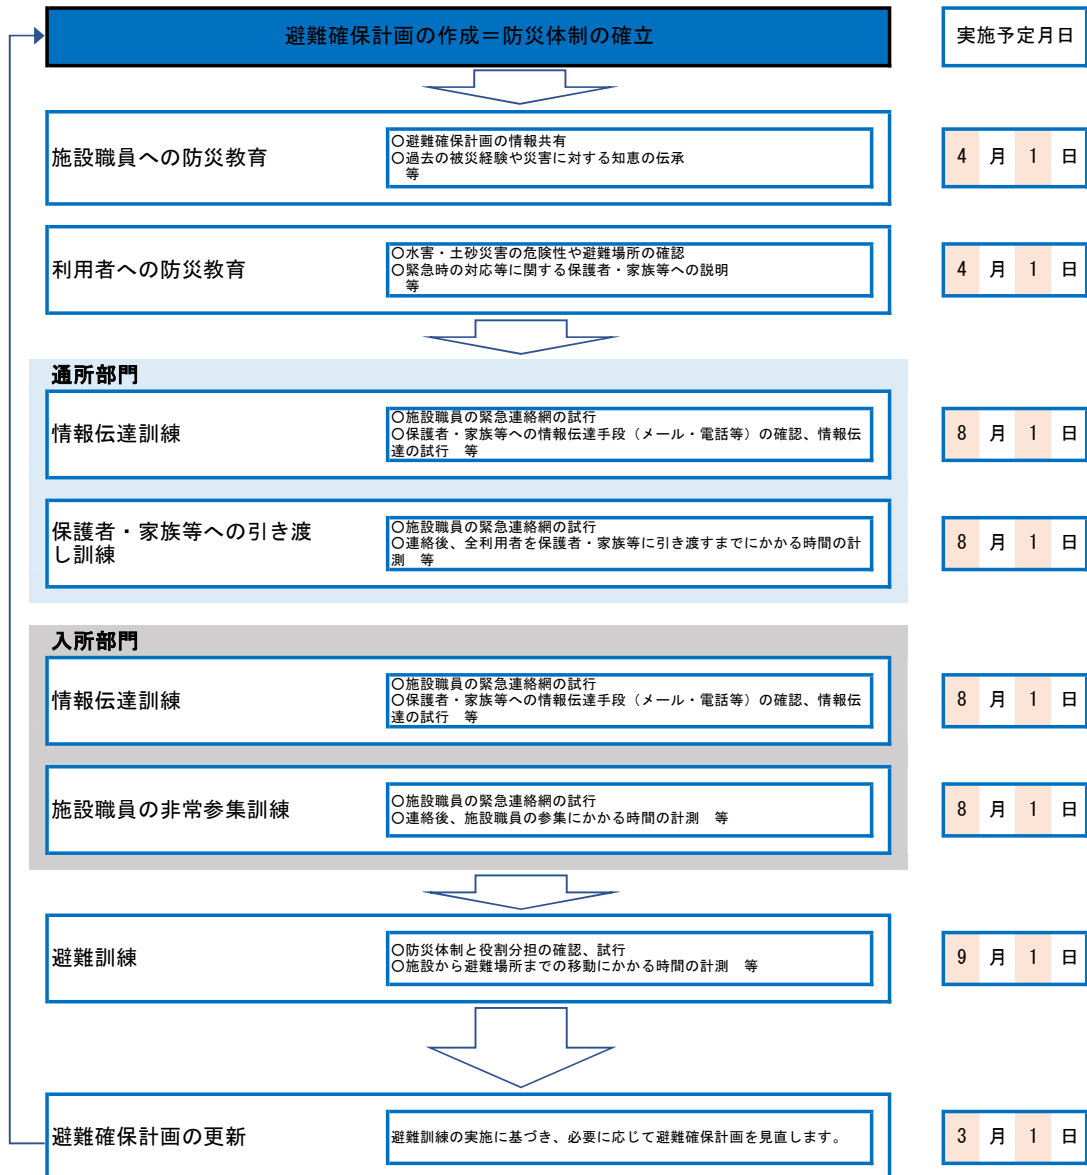 避難確保計画の作成＝防災体制の確立
実施予定月日
施設職員への防災教育
○避難確保計画の情報共有
○過去の被災経験や災害に対する知恵の伝承
等
4 月 1 日
利用者への防災教育
○水害・土砂災害の危険性や避難場所の確認
○緊急時の対応等に関する保護者・家族等への説明
等
4 月 1 日
通所部門
情報伝達訓練
○施設職員の緊急連絡網の試行
○保護者・家族等への情報伝達手段（メール・電話等）の確認、情報伝
達の試行　等
8 月 1 日
保護者・家族等への引き渡
し訓練
○施設職員の緊急連絡網の試行
○連絡後、全利用者を保護者・家族等に引き渡すまでにかかる時間の計
測　等
8 月 1 日
入所部門
情報伝達訓練
○施設職員の緊急連絡網の試行
○保護者・家族等への情報伝達手段（メール・電話等）の確認、情報伝
達の試行　等
8 月 1 日
施設職員の非常参集訓練
○施設職員の緊急連絡網の試行
○連絡後、施設職員の参集にかかる時間の計測　等
8 月 1 日
避難訓練
○防災体制と役割分担の確認、試行
○施設から避難場所までの移動にかかる時間の計測　等
9 月 1 日
避難確保計画の更新
避難訓練の実施に基づき、必要に応じて避難確保計画を見直します。
3 月 1 日